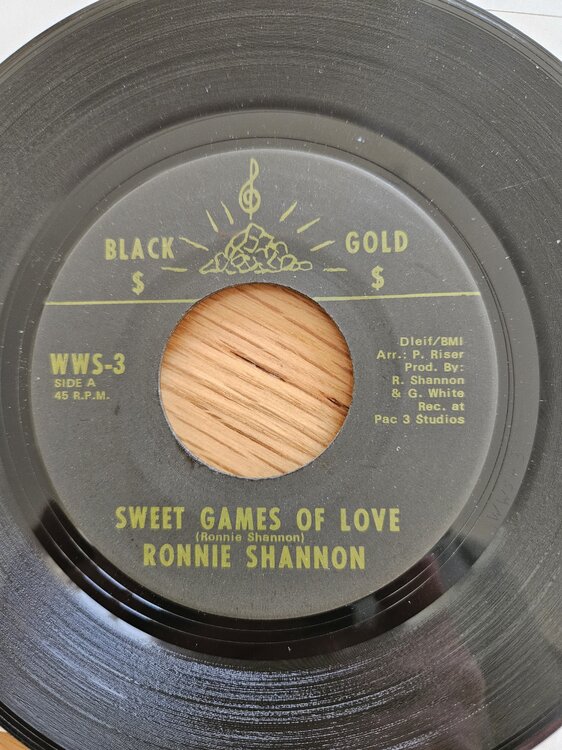 BLACK GOLD
$ $
WWS-3
SIDE A
45 R.P.M.
Dleif/BMI
Arr.: P. Riser
Prod. By:
R. Shannon
& G. White
Rec. at
Pac 3 Studios
SWEET GAMES OF LOVE
(Ronnie Shannon)
RONNIE SHANNON